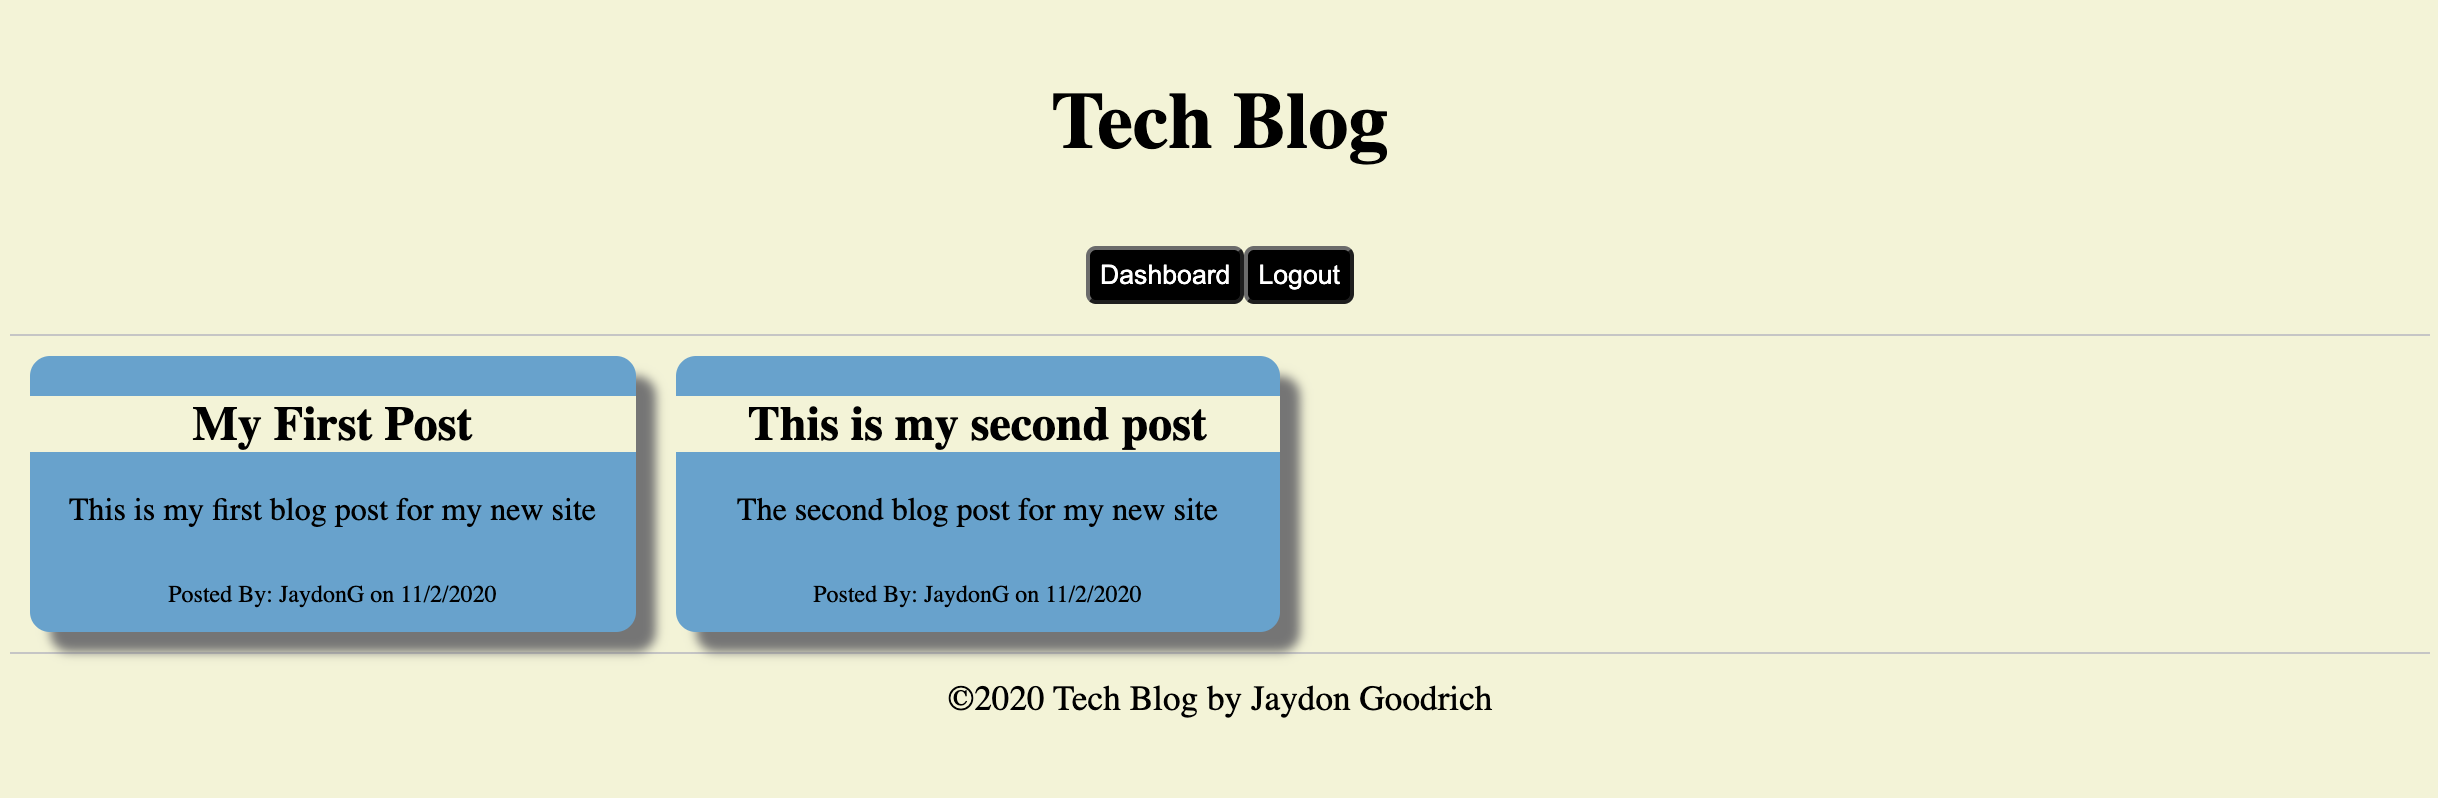 Tech Blog
Dashboard Logout
My First Post
This is my first blog post for my new site
Posted By: JaydonG on 11/2/2020
This is my second post
The second blog post for my new site
Posted By: JaydonG on 11/2/2020
©2020 Tech Blog by Jaydon Goodrich